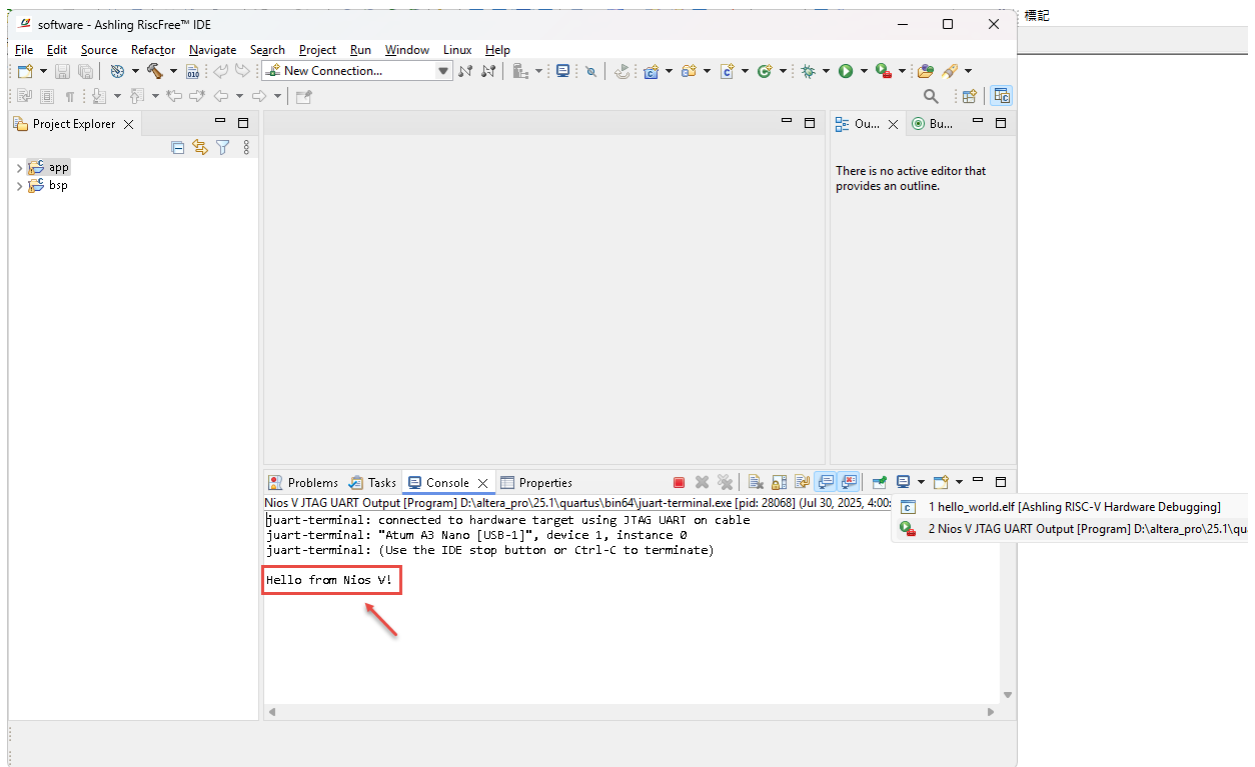 software - Ashling RiscFree™ IDE
標記
File Edit Source Refactor Navigate Search Project Run Window Linux Help
New Connection...
Project Explorer
Ou...
Bu...
app
bsp
There is no active editor that
provides an outline.
Problems Tasks Console Properties
Nios V JTAG UART Output [Program] D:\altera_pro\25.1\quartus\bin64\juart-terminal.exe [pid: 28068] (Jul 30, 2025, 4:00:
1 hello_world.elf [Ashling RISC-V Hardware Debugging]
2 Nios V JTAG UART Output [Program] D:\altera_pro\25.1\qu
juart-terminal: connected to hardware target using JTAG UART on cable
juart-terminal: "Atum A3 Nano [USB-1]", device 1, instance 0
juart-terminal: (Use the IDE stop button or Ctrl-C to terminate)
Hello from Nios V!